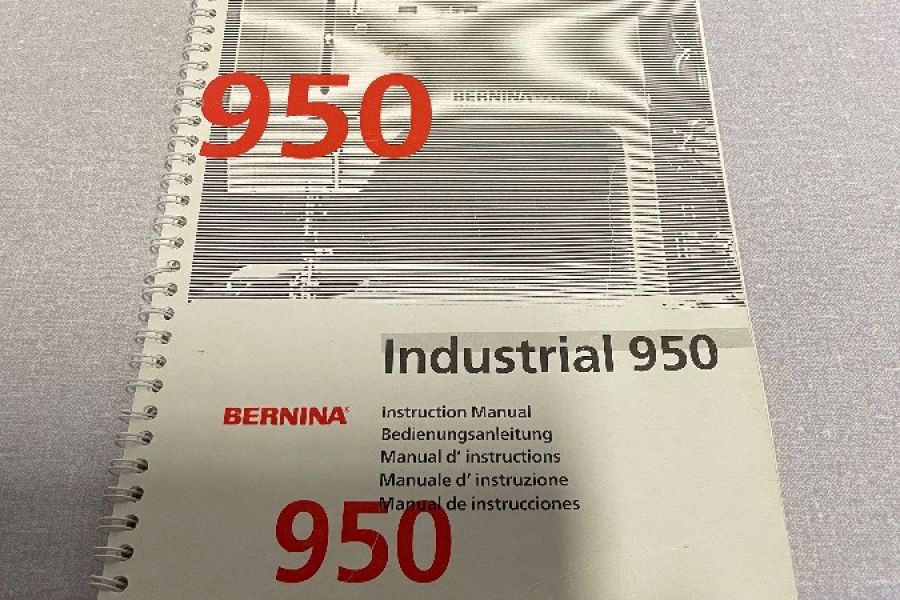 950
BERNINA
Industrial 950
BERNINA
Instruction Manual
Bedienungsanleitung
Manual d' instructions
Manuale d' instruzione
Manual de instrucciones
950